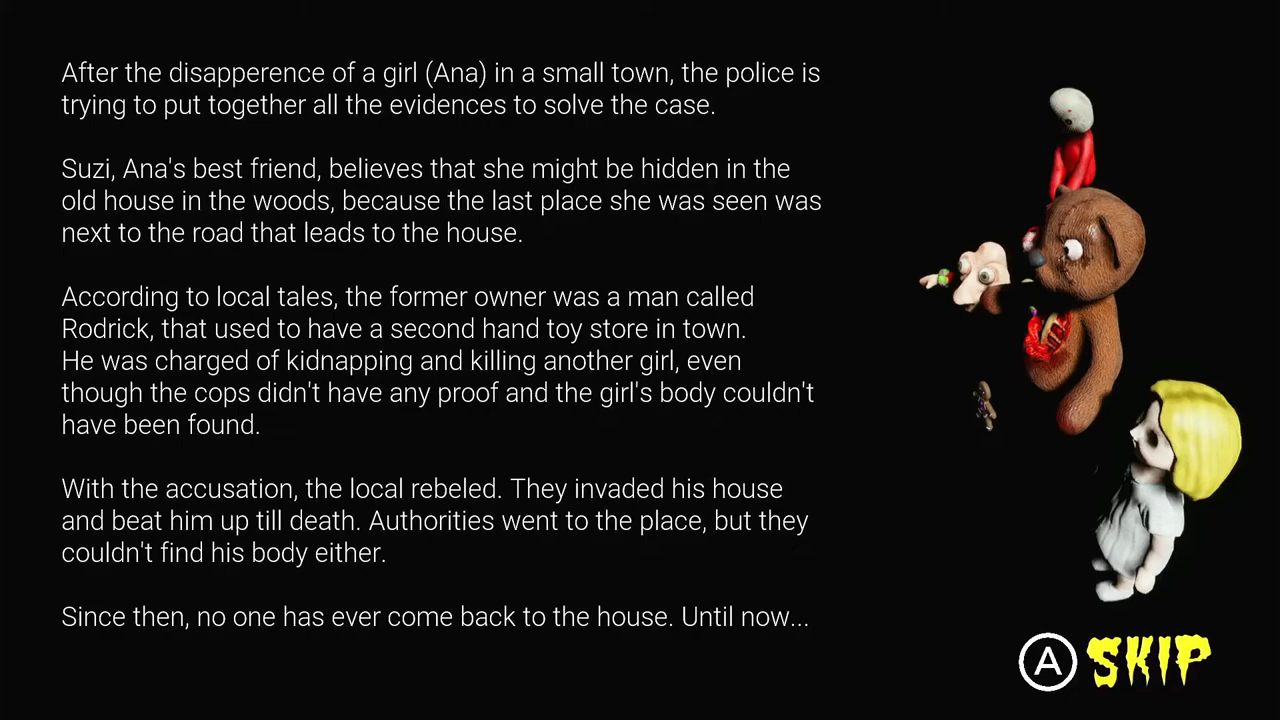 After the disapperence of a girl (Ana) in a small town, the police is
trying to put together all the evidences to solve the case.
Suzi, Ana's best friend, believes that she might be hidden in the
old house in the woods, because the last place she was seen was
next to the road that leads to the house.
According to local tales, the former owner was a man called
Rodrick, that used to have a second hand toy store in town.
He was charged of kidnapping and killing another girl, even
though the cops didn't have any proof and the girl's body couldn't
have been found.
With the accusation, the local rebeled. They invaded his house
and beat him up till death. Authorities went to the place, but they
couldn't find his body either.
Since then, no one has ever come back to the house. Until now...
A SKIP